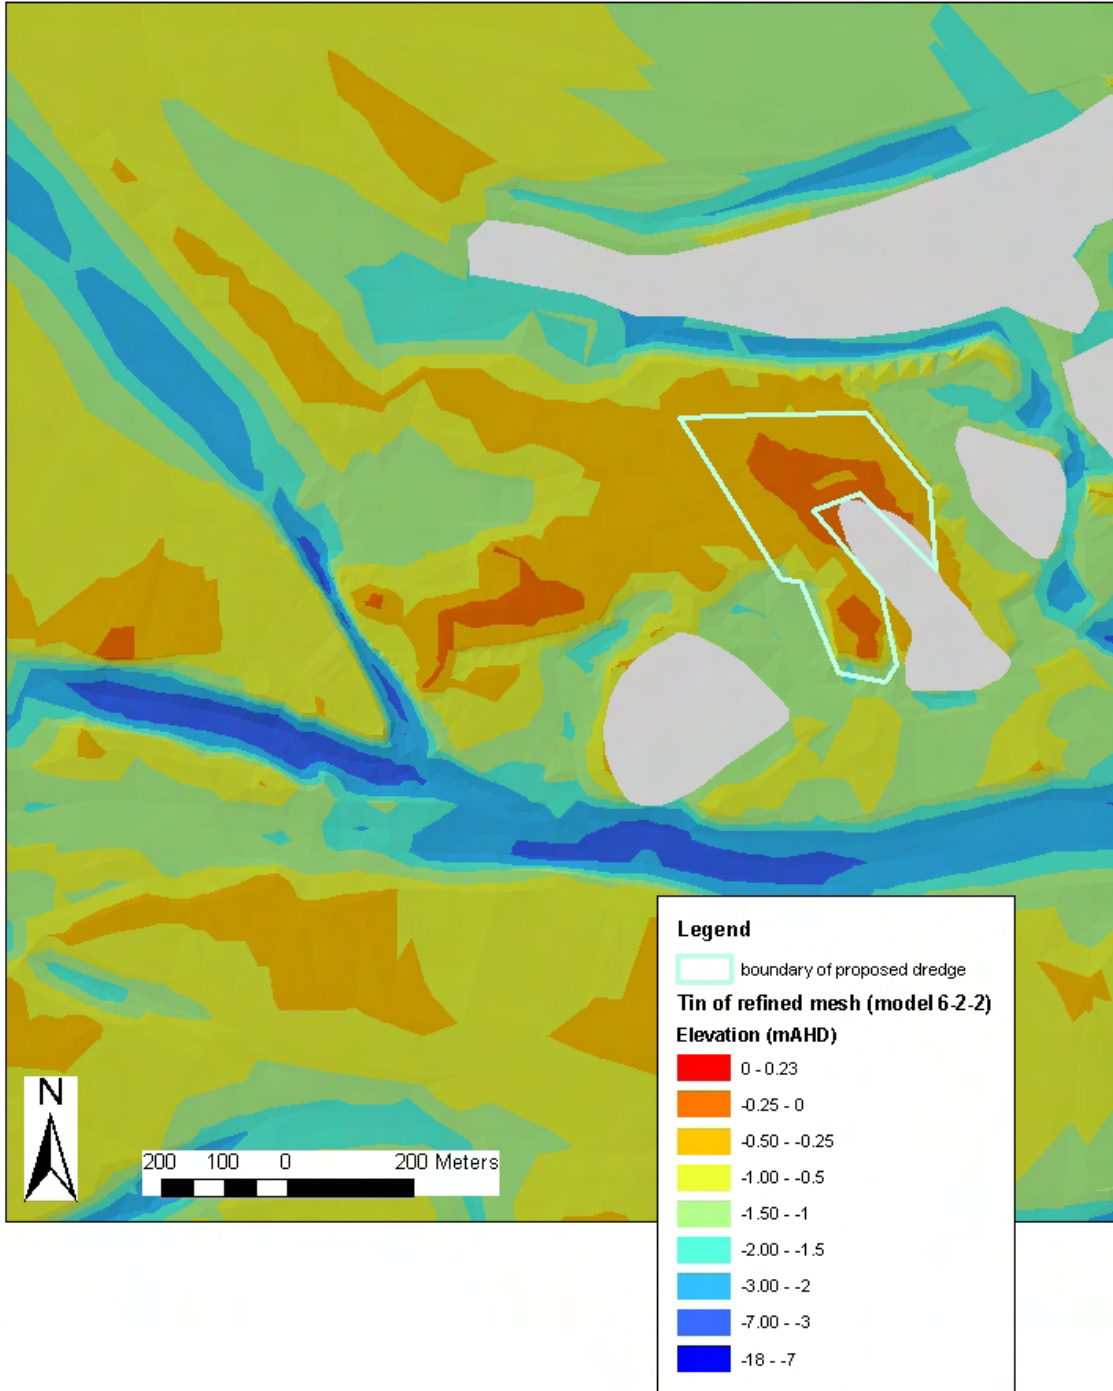 Legend
boundary of proposed dredge
Tin of refined mesh (model 6-2-2)
Elevation (mAHD)
0 - 0.23
-0.25 - 0
-0.50 - -0.25
-1.00 - -0.5
-1.50 - -1
-2.00 - -1.5
-3.00 - -2
-7.00 - -3
-18 - -7
N
200 100 0 200 Meters